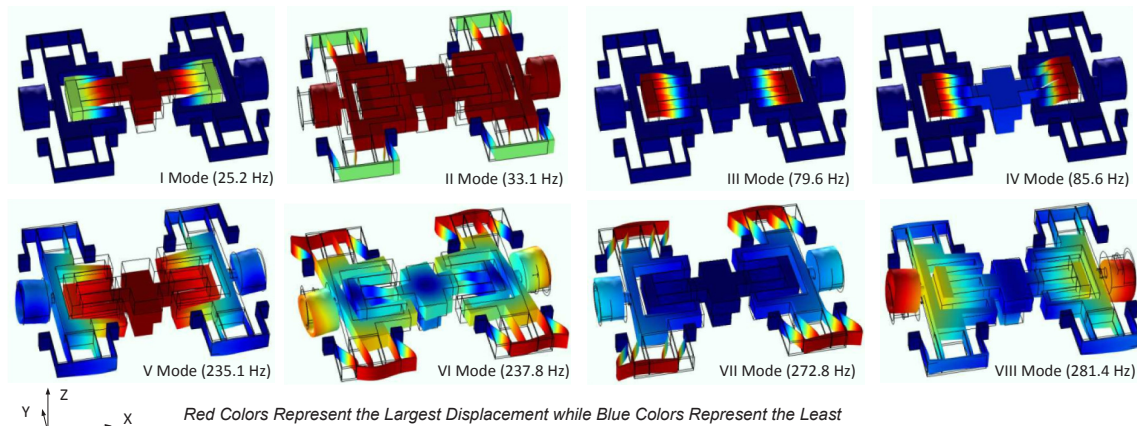 I Mode (25.2 Hz)
II Mode (33.1 Hz)
III Mode (79.6 Hz)
IV Mode (85.6 Hz)
V Mode (235.1 Hz)
VI Mode (237.8 Hz)
VII Mode (272.8 Hz)
VIII Mode (281.4 Hz)
Z
Y
X
Red Colors Represent the Largest Displacement while Blue Colors Represent the Least